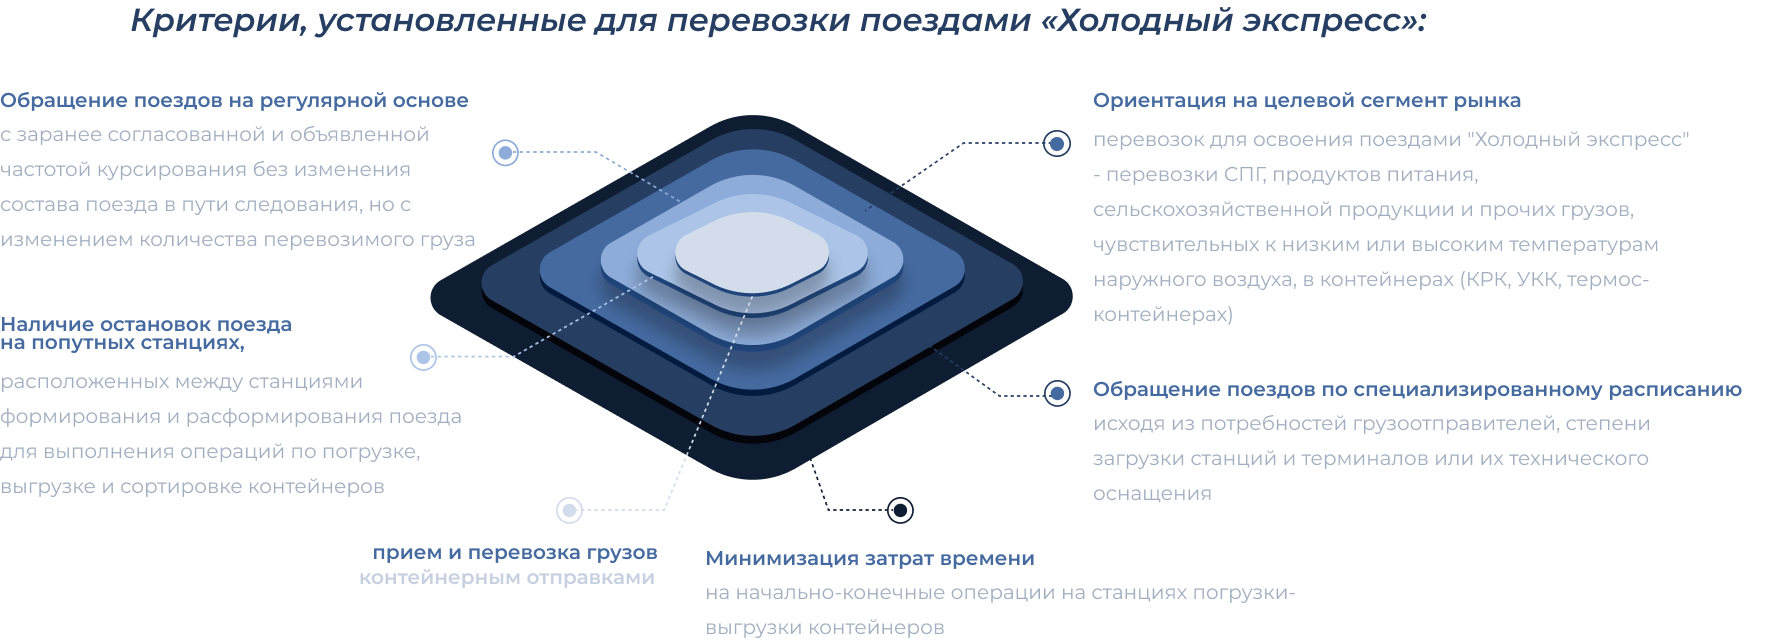 Критерии, установленные для перевозки поездами «Холодный экспресс»:
Обращение поездов на регулярной основе
с заранее согласованной и объявленной
частотой курсирования без изменения
состава поезда в пути следования, но с
изменением количества перевозимого груза
Наличие остановок поезда
на попутных станциях,
расположенных между станциями
формирования и расформирования поезда
для выполнения операций по погрузке,
выгрузке и сортировке контейнеров
прием и перевозка грузов
контейнерным отправками
Минимизация затрат времени
на начально-конечные операции на станциях погрузки-
выгрузки контейнеров
Ориентация на целевой сегмент рынка
перевозок для освоения поездами "Холодный экспресс"
- перевозки СПГ, продуктов питания,
сельскохозяйственной продукции и прочих грузов,
чувствительных к низким или высоким температурам
наружного воздуха, в контейнерах (КРК, УКК, термос-
контейнерах)
Обращение поездов по специализированному расписанию
исходя из потребностей грузоотправителей, степени
загрузки станций и терминалов или их технического
оснащения